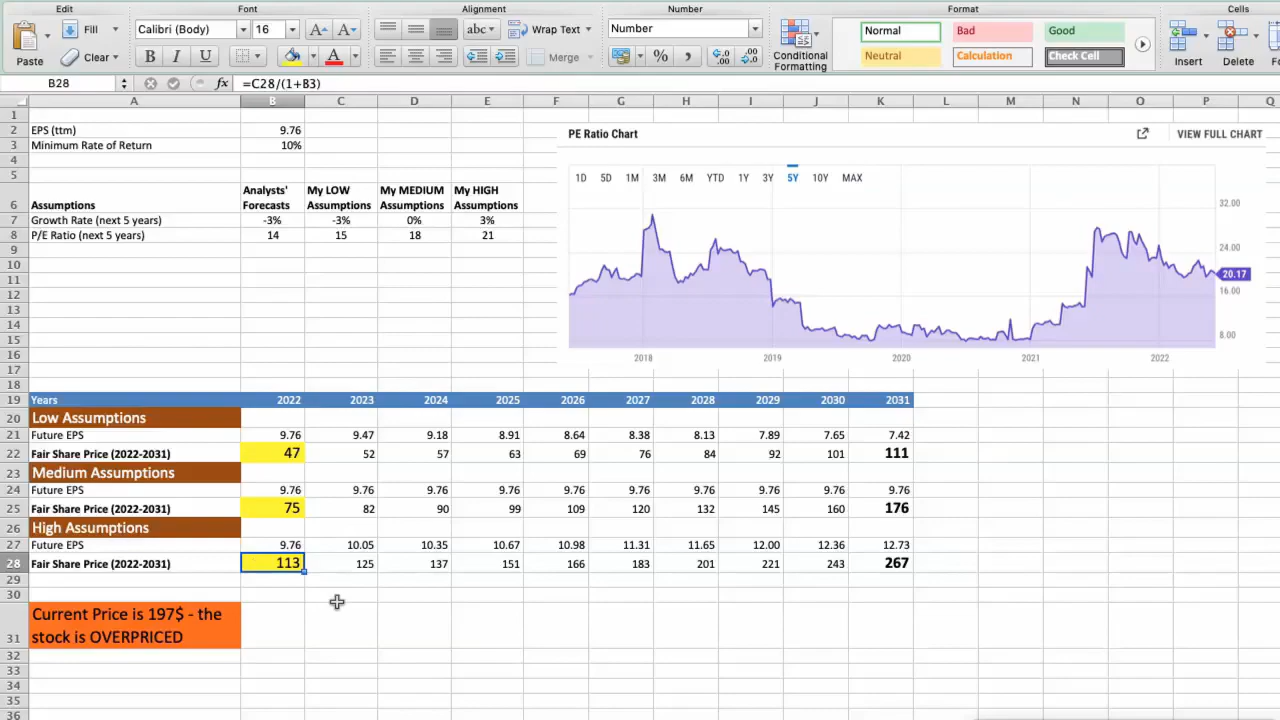 Edit Font Alignment Number Format Cells
Fill Calibri (Body) 16 A A abc Wrap Text Number Normal Bad Good
Paste Clear B I U A Merge % , .0 .00 .00 .0 Conditional Formatting Neutral Calculation Check Cell Insert Delete
B28 fx =C28/(1+B3)
A B C D E F G H I J K L M N O P Q
1
2 EPS (ttm) 9.76
3 Minimum Rate of Return 10%
4
5
6 Assumptions Analysts' Forecasts My LOW Assumptions My MEDIUM Assumptions My HIGH Assumptions
7 Growth Rate (next 5 years) -3% -3% 0% 3%
8 P/E Ratio (next 5 years) 14 15 18 21
9
10
11
12
13
14
15
16
17
18
PE Ratio Chart VIEW FULL CHART
1D 5D 1M 3M 6M YTD 1Y 3Y 5Y 10Y MAX
32.00
24.00
20.17
16.00
8.00
2018 2019 2020 2021 2022
19 Years 2022 2023 2024 2025 2026 2027 2028 2029 2030 2031
20 Low Assumptions
21 Future EPS 9.76 9.47 9.18 8.91 8.64 8.38 8.13 7.89 7.65 7.42
22 Fair Share Price (2022-2031) 47 52 57 63 69 76 84 92 101 111
23 Medium Assumptions
24 Future EPS 9.76 9.76 9.76 9.76 9.76 9.76 9.76 9.76 9.76 9.76
25 Fair Share Price (2022-2031) 75 82 90 99 109 120 132 145 160 176
26 High Assumptions
27 Future EPS 9.76 10.05 10.35 10.67 10.98 11.31 11.65 12.00 12.36 12.73
28 Fair Share Price (2022-2031) 113 125 137 151 166 183 201 221 243 267
29
30
31 Current Price is 197$ - the
stock is OVERPRICED
32
33
34
35
36